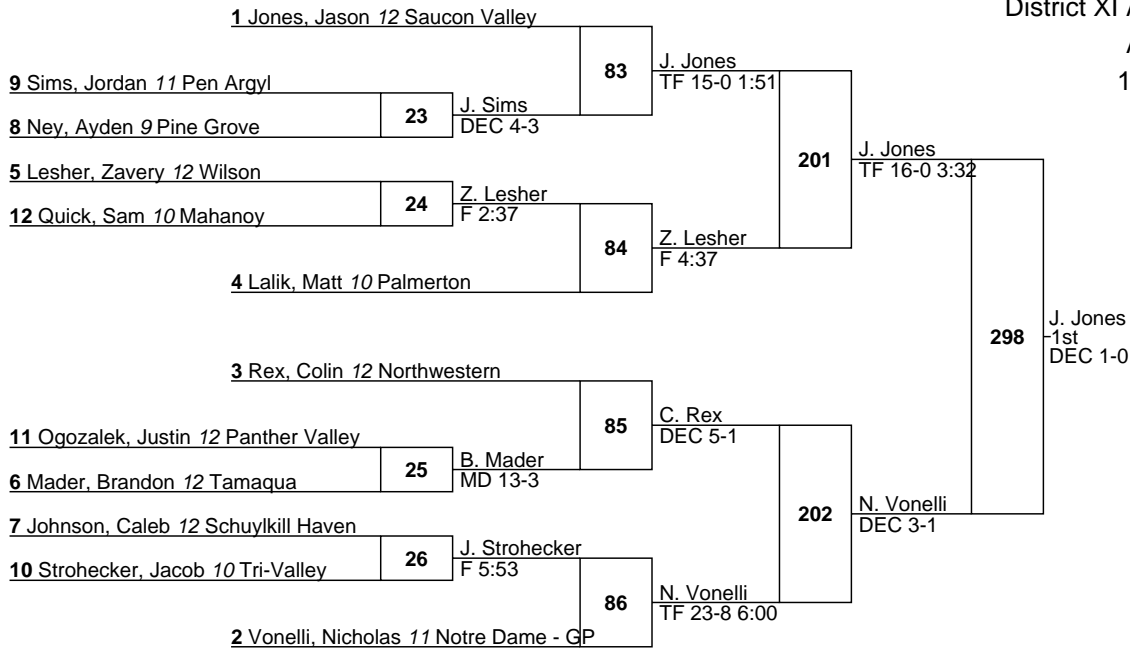 District XI
1 Jones, Jason 12 Saucon Valley
83
J. Jones
TF 15-0 1:51
1
9 Sims, Jordan 11 Pen Argyl
23
J. Sims
DEC 4-3
8 Ney, Ayden 9 Pine Grove
201
J. Jones
TF 16-0 3:32
5 Lesher, Zavery 12 Wilson
24
Z. Lesher
F 2:37
12 Quick, Sam 10 Mahanoy
84
Z. Lesher
F 4:37
4 Lalik, Matt 10 Palmerton
298
J. Jones
1st
DEC 1-0
3 Rex, Colin 12 Northwestern
85
C. Rex
DEC 5-1
11 Ogozalek, Justin 12 Panther Valley
25
B. Mader
MD 13-3
6 Mader, Brandon 12 Tamaqua
202
N. Vonelli
DEC 3-1
7 Johnson, Caleb 12 Schuylkill Haven
26
J. Strohecker
F 5:53
10 Strohecker, Jacob 10 Tri-Valley
86
N. Vonelli
TF 23-8 6:00
2 Vonelli, Nicholas 11 Notre Dame - GP